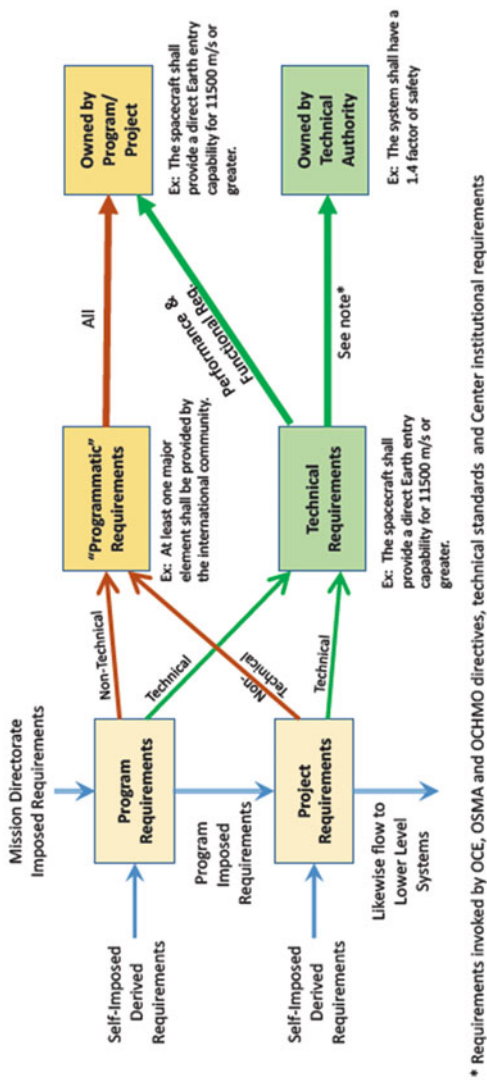 Mission Directorate
Imposed Requirements
Self-Imposed
Derived
Requirements
Program
Requirements
Non-Technical
Technical
Program
Imposed
Requirements
Self-Imposed
Derived
Requirements
Project
Requirements
Non-
Technical
Technical
Likewise flow to
Lower Level
Systems
“Programmatic”
Requirements
Ex: At least one major
element shall be provided by
the international community.
All
Owned by
Program/
Project
Ex: The spacecraft shall
provide a direct Earth entry
capability for 11500 m/s or
greater.
Performance &
Functional Req.
Technical
Requirements
Ex: The spacecraft shall
provide a direct Earth entry
capability for 11500 m/s or
greater.
See note*
Owned by
Technical
Authority
Ex: The system shall have a
1.4 factor of safety
* Requirements invoked by OCE, OSMA and OCHMO directives, technical standards and Center institutional requirements